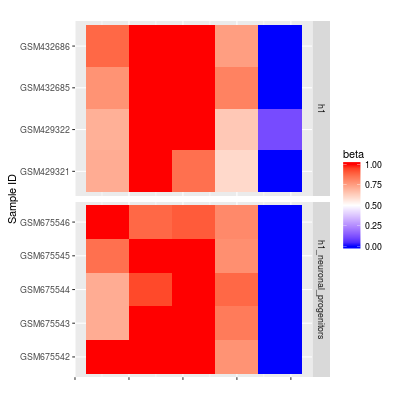 GSM432686
GSM432685
GSM429322
GSM429321
h1
GSM675546
GSM675545
GSM675544
GSM675543
GSM675542
h1_neuronal_progenitors
Sample ID
beta
1.00
0.75
0.50
0.25
0.00